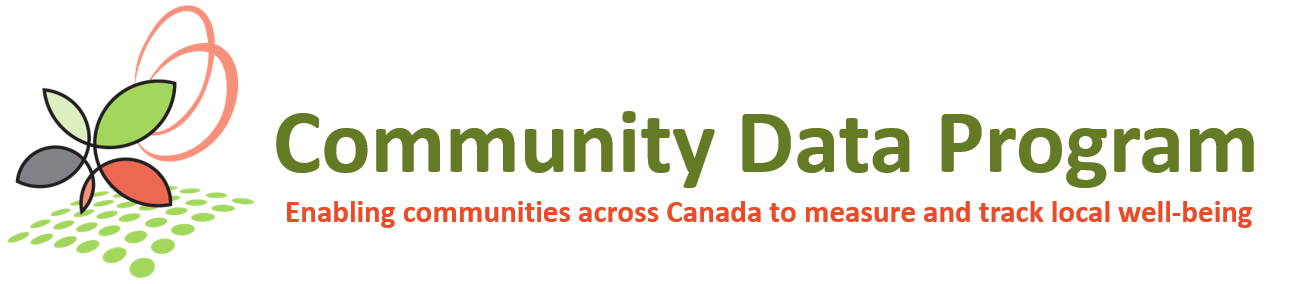 Community Data Program
Enabling communities across Canada to measure and track local well-being